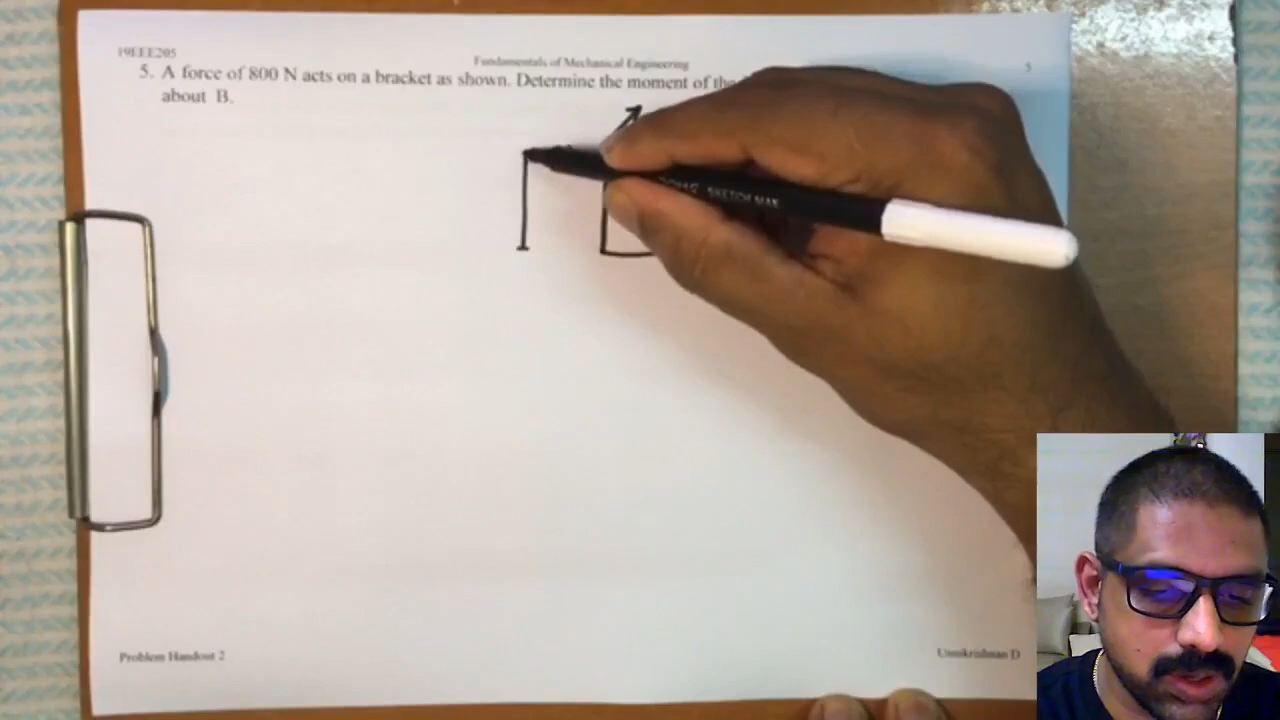 19EEE205
Fundamentals of Mechanical Engineering
5
5. A force of 800 N acts on a bracket as shown. Determine the moment of the
about B.
SKETCH
Problem Handout 2
Unnikrishnan D